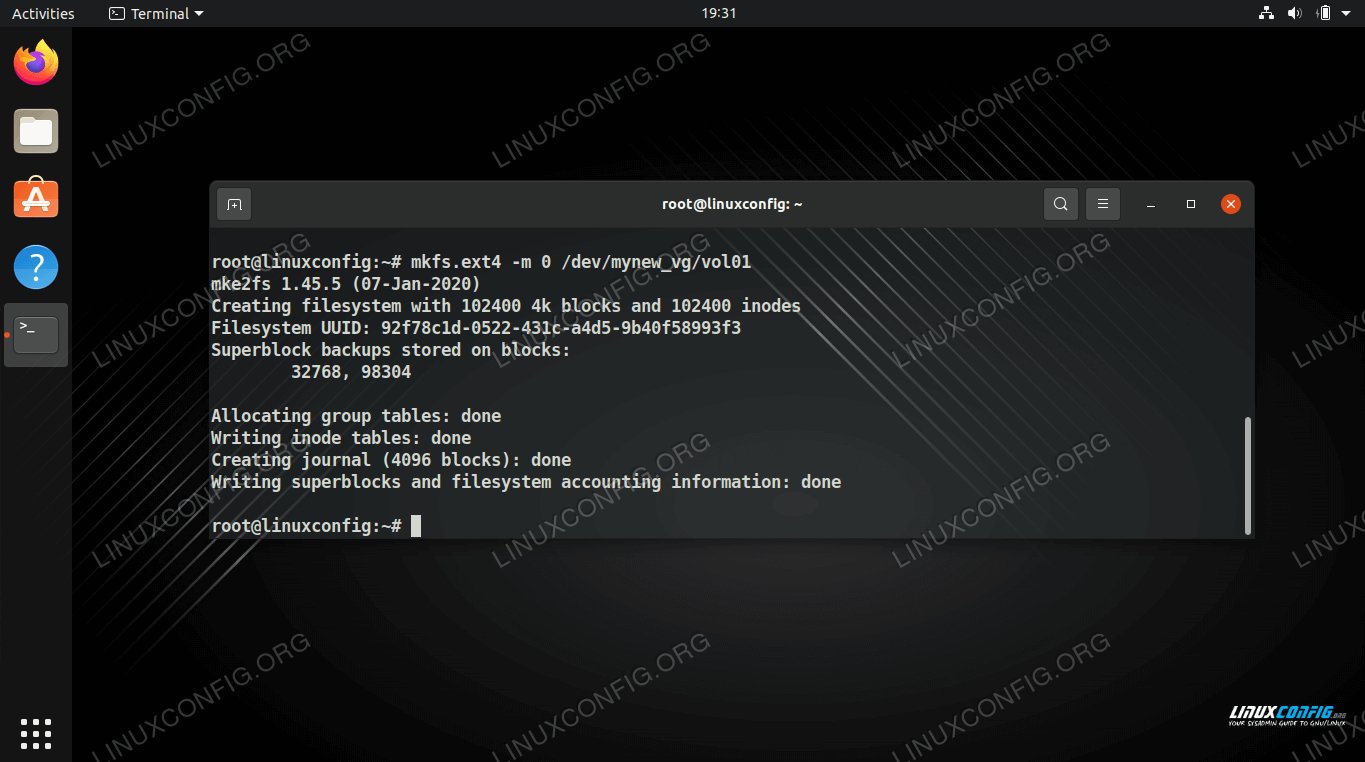 Activities Terminal 19:31
LINUXCONFIG.ORG LINUXCONFIG.ORG LINUXCONFIG.ORG
root@linuxconfig: ~
root@linuxconfig:~# mkfs.ext4 -m 0 /dev/mynew_vg/vol01
mke2fs 1.45.5 (07-Jan-2020)
Creating filesystem with 102400 4k blocks and 102400 inodes
Filesystem UUID: 92f78c1d-0522-431c-a4d5-9b40f58993f3
Superblock backups stored on blocks:
32768, 98304
LINUXCONFIG.ORG LINUXCONFIG.ORG LINUXCONFIG.ORG
Allocating group tables: done
Writing inode tables: done
Creating journal (4096 blocks): done
Writing superblocks and filesystem accounting information: done
root@linuxconfig:~#
LINUXCONFIG.ORG LINUXCONFIG.ORG LINUXCONFIG.ORG
LINUXCONFIG.ORG LINUXCONFIG.ORG LINUXCONFIG.ORG
LINUXCONFIG.ORG
YOUR SYSADMIN GUIDE TO GNU/LINUX